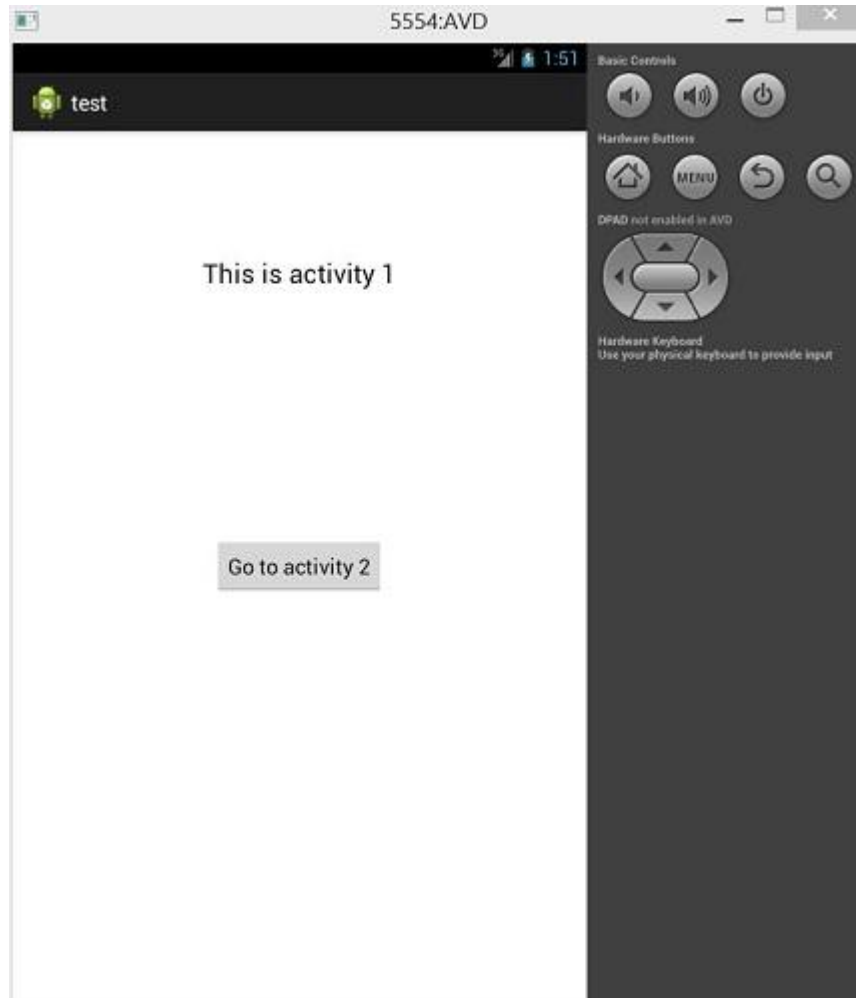 5554:AVD
3G 1:51
test
This is activity 1
Go to activity 2
Basic Controls
Hardware Buttons
MENU
DPAD not enabled in AVD
Hardware Keyboard
Use your physical keyboard to provide input